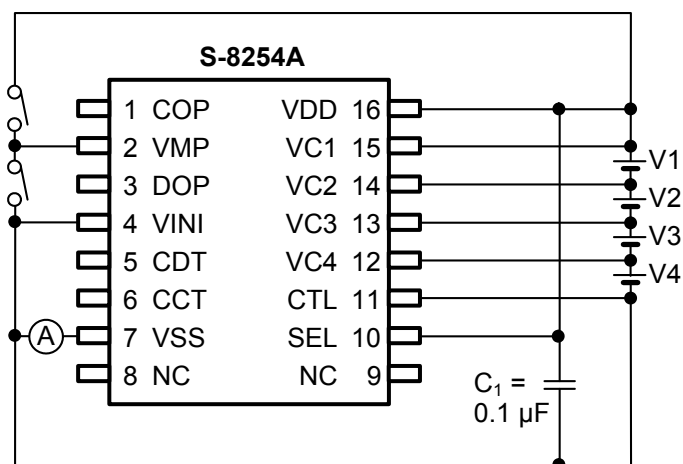 S-8254A
1 COP VDD 16
2 VMP VC1 15
3 DOP VC2 14
4 VINI VC3 13
5 CDT VC4 12
6 CCT CTL 11
7 VSS SEL 10
8 NC NC 9
A
V1
V2
V3
V4
C₁ =
0.1 µF